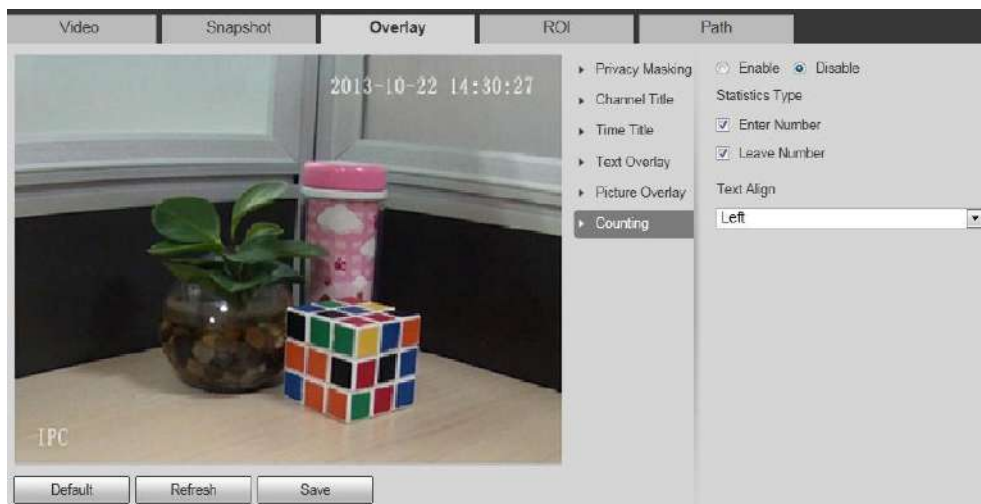 Video
Snapshot
Overlay
ROI
Path
2013-10-22 14:30:27
IPC
Privacy Masking
Channel Title
Time Title
Text Overlay
Picture Overlay
Counting
Enable
Disable
Statistics Type
Enter Number
Leave Number
Text Align
Left
Default
Refresh
Save